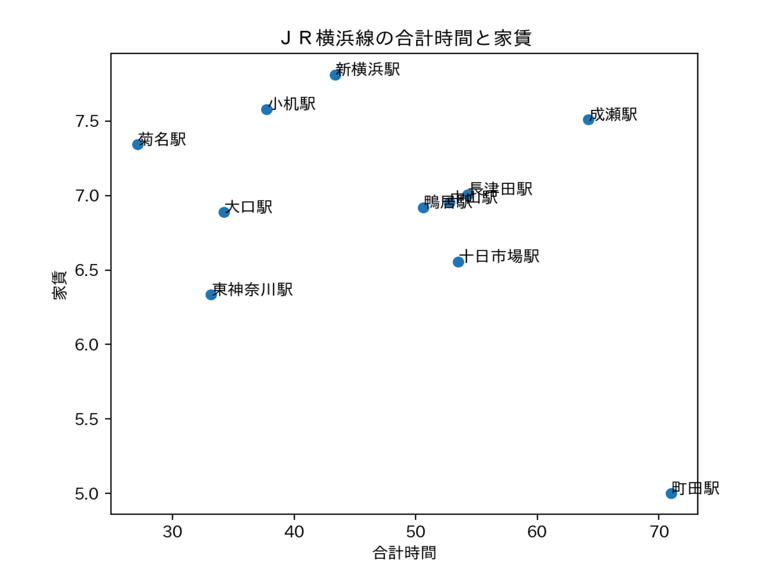 ＪＲ横浜線の合計時間と家賃
新横浜駅
小机駅
成瀬駅
菊名駅
長津田駅
中山駅
鴨居駅
大口駅
十日市場駅
東神奈川駅
町田駅
家賃
7.5
7.0
6.5
6.0
5.5
5.0
30
40
50
60
70
合計時間